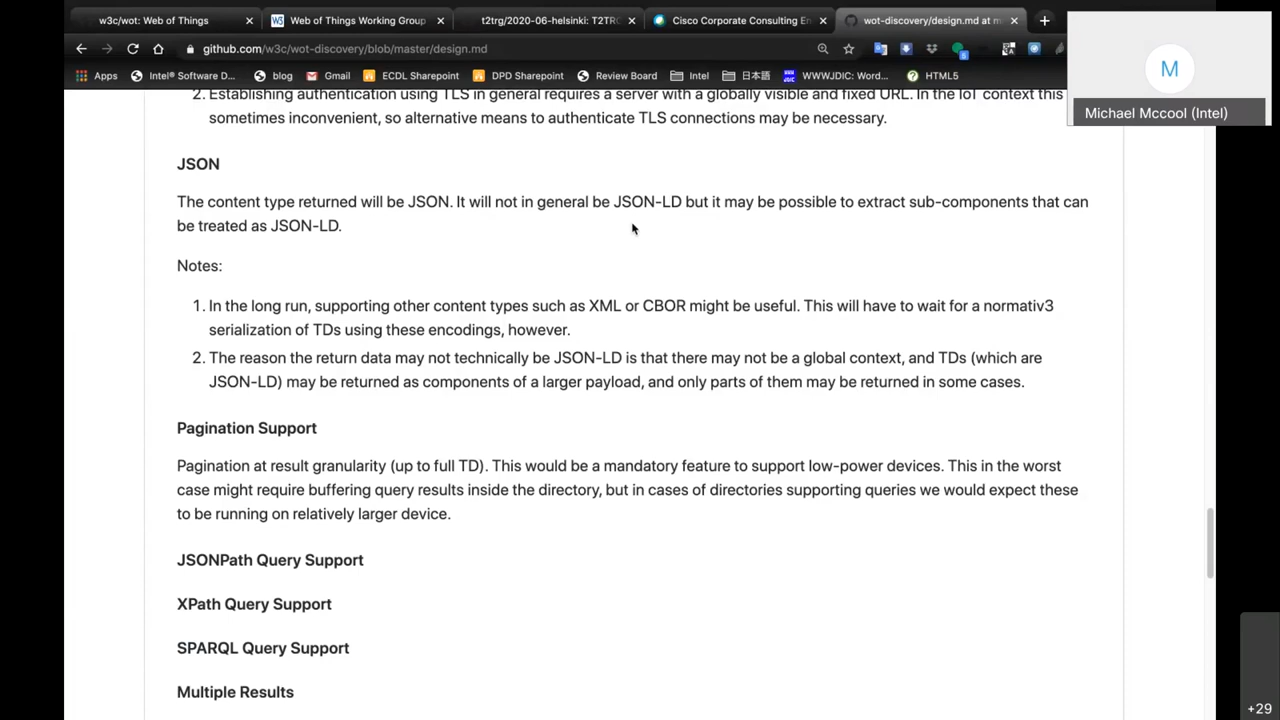 w3c/wot: Web of Things
Web of Things Working Group
t2trg/2020-06-helsinki: T2TRC
Cisco Corporate Consulting En
wot-discovery/design.md at m
github.com/w3c/wot-discovery/blob/master/design.md
Apps
Intel® Software D...
blog
Gmail
ECDL Sharepoint
DPD Sharepoint
Review Board
Intel
日本語
WWWJDIC: Wor...
HTML5
M
Michael Mccool (Intel)
2. Establishing authentication using TLS in general requires a server with a globally visible and fixed URL. In the IoT context this
sometimes inconvenient, so alternative means to authenticate TLS connections may be necessary.
JSON
The content type returned will be JSON. It will not in general be JSON-LD but it may be possible to extract sub-components that can
be treated as JSON-LD.
Notes:
1. In the long run, supporting other content types such as XML or CBOR might be useful. This will have to wait for a normativ3
serialization of TDs using these encodings, however.
2. The reason the return data may not technically be JSON-LD is that there may not be a global context, and TDs (which are
JSON-LD) may be returned as components of a larger payload, and only parts of them may be returned in some cases.
Pagination Support
Pagination at result granularity (up to full TD). This would be a mandatory feature to support low-power devices. This in the worst
case might require buffering query results inside the directory, but in cases of directories supporting queries we would expect these
to be running on relatively larger device.
JSONPath Query Support
XPath Query Support
SPARQL Query Support
Multiple Results
+29